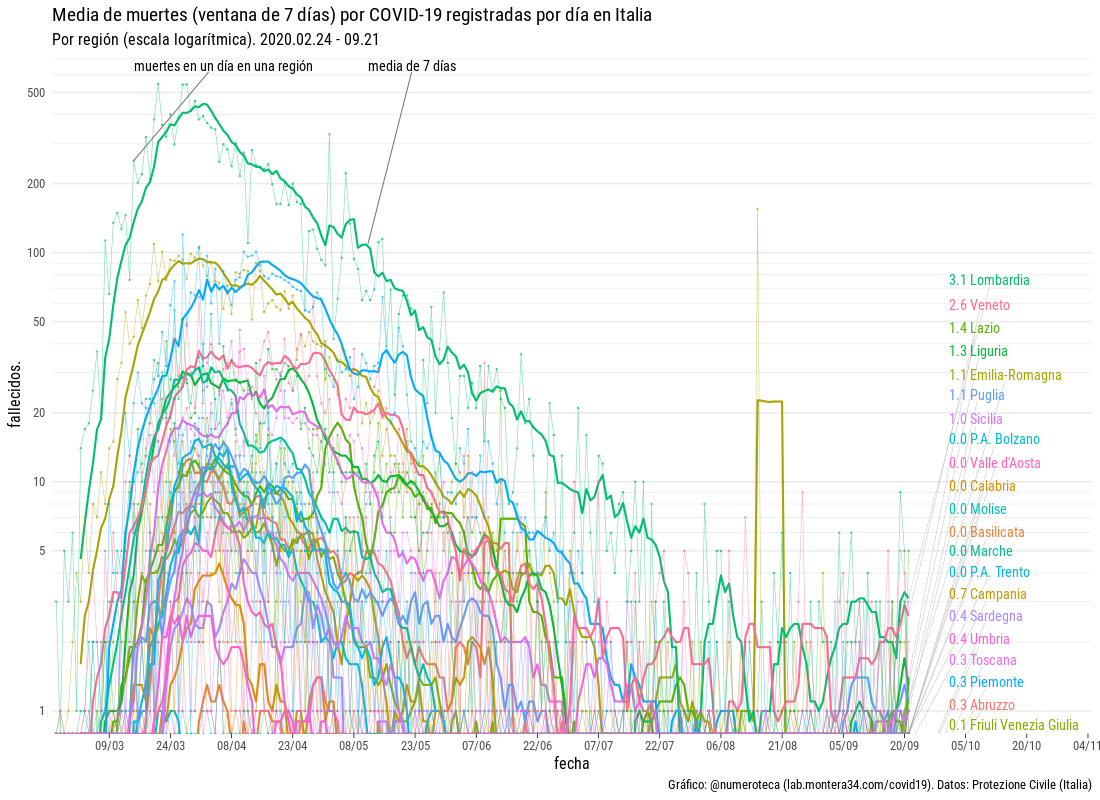 Media de muertes (ventana de 7 días) por COVID-19 registradas por día en Italia
Por región (escala logarítmica). 2020.02.24 - 09.21
muertes en un día en una región
media de 7 días
500
200
100
50
20
10
5
1
fallecidos.
3.1 Lombardia
2.6 Veneto
1.4 Lazio
1.3 Liguria
1.1 Emilia-Romagna
1.1 Puglia
1.0 Sicilia
0.0 P.A. Bolzano
0.0 Valle d'Aosta
0.0 Calabria
0.0 Molise
0.0 Basilicata
0.0 Marche
0.0 P.A. Trento
0.7 Campania
0.4 Sardegna
0.4 Umbria
0.3 Toscana
0.3 Piemonte
0.3 Abruzzo
0.1 Friuli Venezia Giulia
09/03 24/03 08/04 23/04 08/05 23/05 07/06 22/06 07/07 22/07 06/08 21/08 05/09 20/09 05/10 20/10 04/11
fecha
Gráfico: @numeroteca (lab.montera34.com/covid19). Datos: Protezione Civile (Italia)